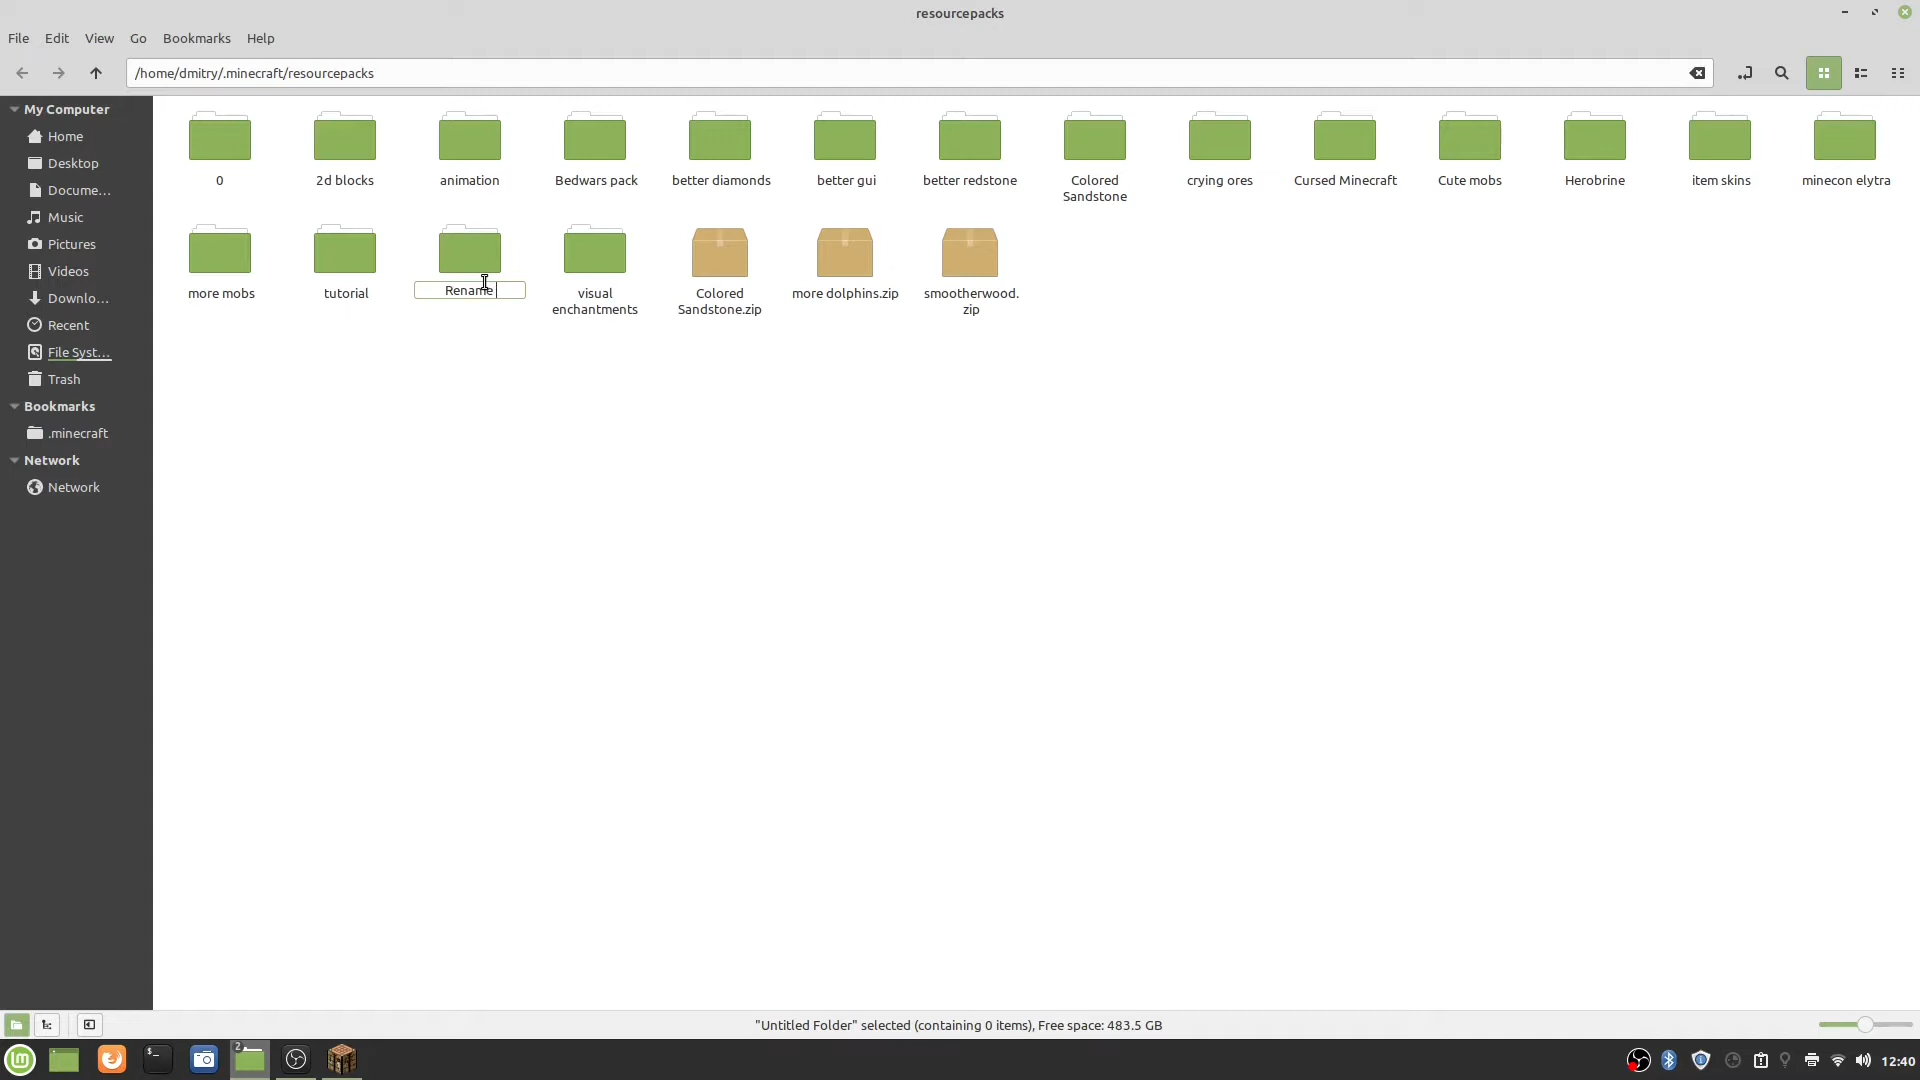 resourcepacks
File Edit View Go Bookmarks Help
/home/dmitry/.minecraft/resourcepacks
My Computer
Home
Desktop
Docume...
Music
Pictures
Videos
Downlo...
Recent
File Syst...
Trash
Bookmarks
.minecraft
Network
Network
0
2d blocks
animation
Bedwars pack
better diamonds
better gui
better redstone
Colored
Sandstone
crying ores
Cursed Minecraft
Cute mobs
Herobrine
item skins
minecon elytra
more mobs
tutorial
Rename
visual
enchantments
Colored
Sandstone.zip
more dolphins.zip
smootherwood.
zip
"Untitled Folder" selected (containing 0 items), Free space: 483.5 GB
2
12:40